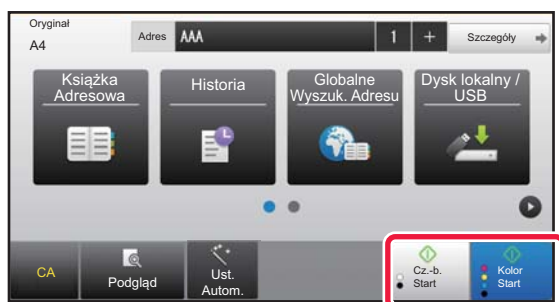 Oryginał
A4
Adres AAA 1 + Szczegóły
Książka
Adresowa
Historia
Globalne
Wyszuk. Adresu
Dysk lokalny /
USB
CA
Podgląd
Ust.
Autom.
Cz.-b.
Start
Kolor
Start